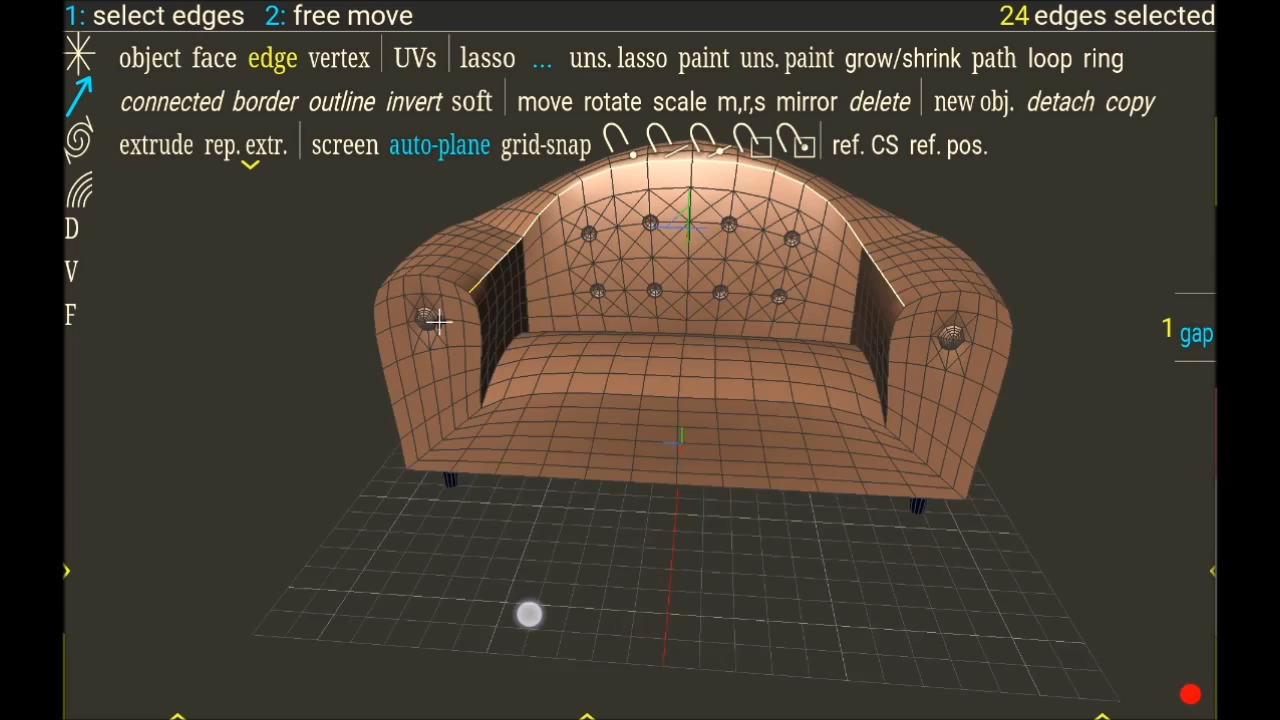 1: select edges 2: free move 24 edges selected
object face edge vertex UVs lasso ... uns. lasso paint uns. paint grow/shrink path loop ring
connected border outline invert soft move rotate scale m,r,s mirror delete new obj. detach copy
extrude rep. extr. screen auto-plane grid-snap ref. CS ref. pos.
D
V
F
1 gap